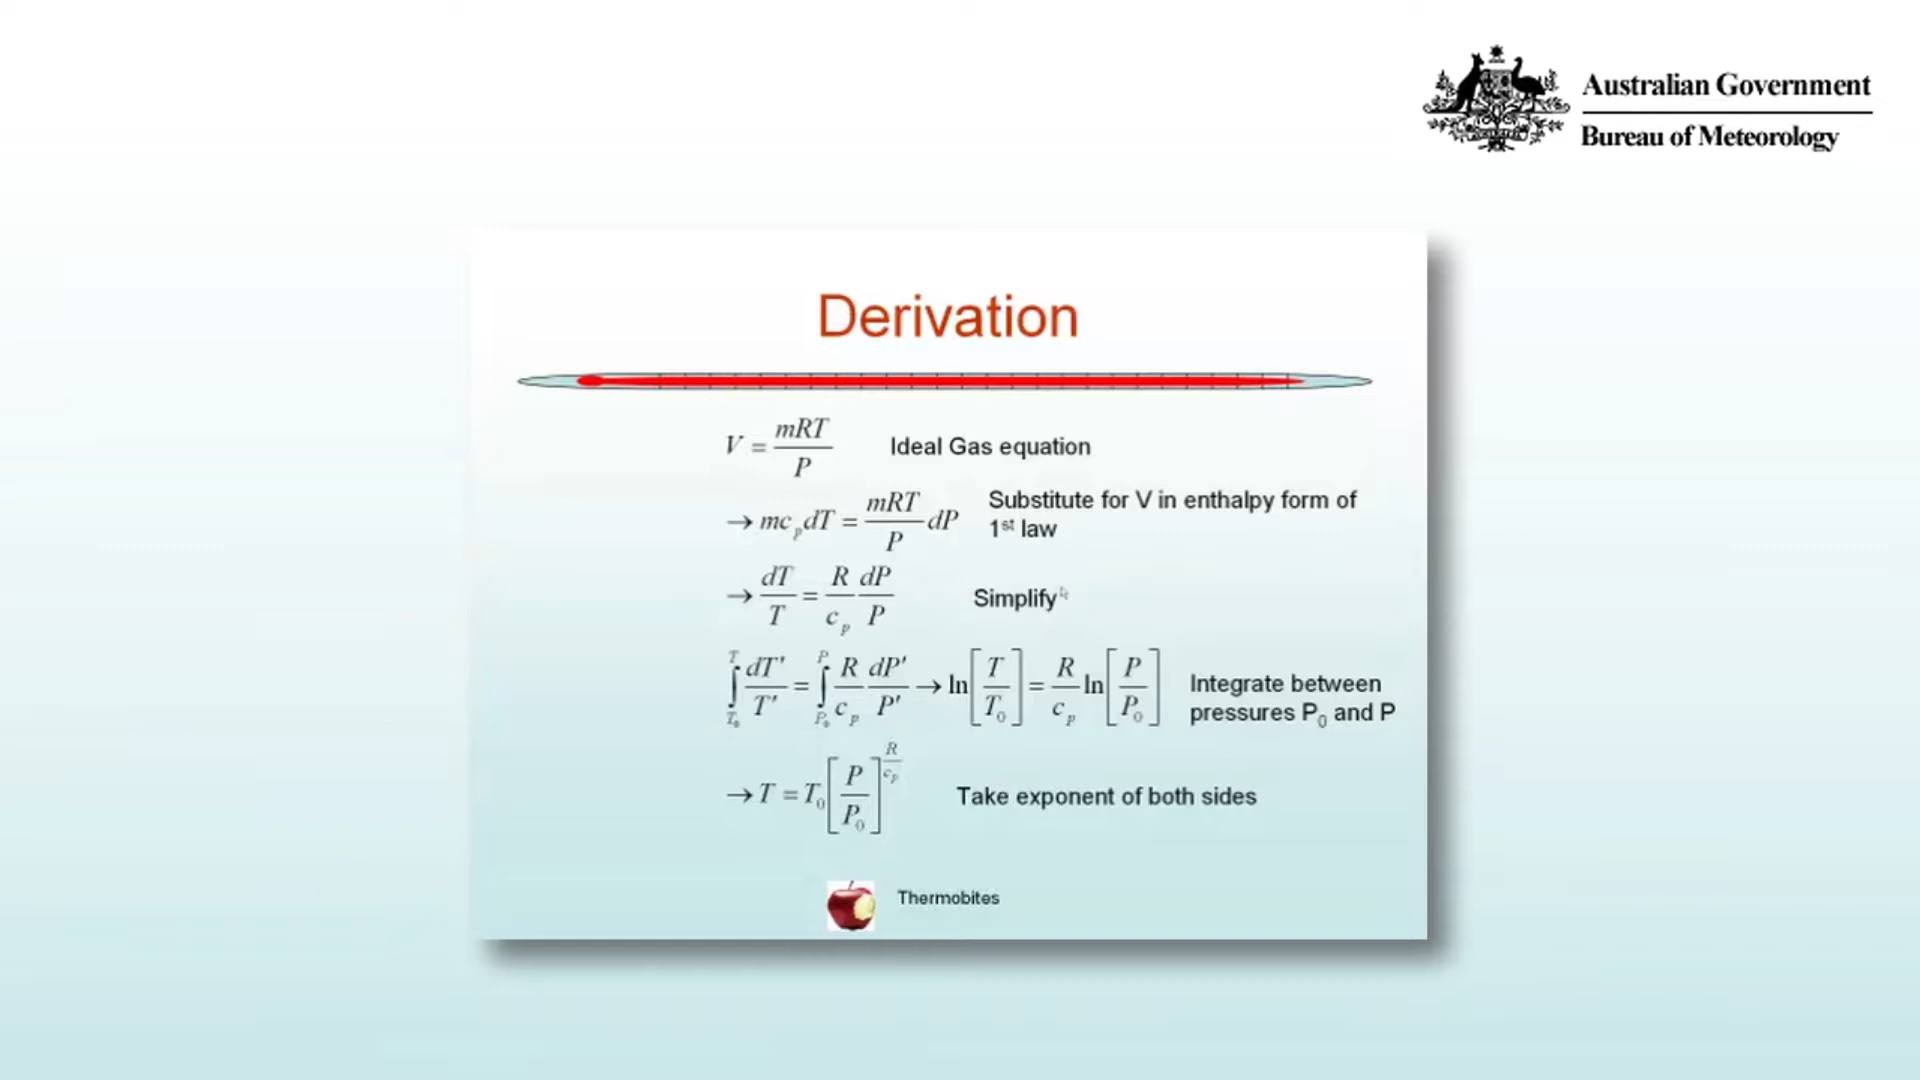 Australian Government
Bureau of Meteorology
Derivation
V = mRT/P Ideal Gas equation
→ mc_p dT = mRT/P dP Substitute for V in enthalpy form of
1st law
→ dT/T = R/c_p dP/P Simplify
∫_{T_0}^{T} dT'/T' = ∫_{P_0}^{P} R/c_p dP'/P' → ln[T/T_0] = R/c_p ln[P/P_0] Integrate between
pressures P_0 and P
→ T = T_0 [P/P_0]^{R/c_p} Take exponent of both sides
Thermobites